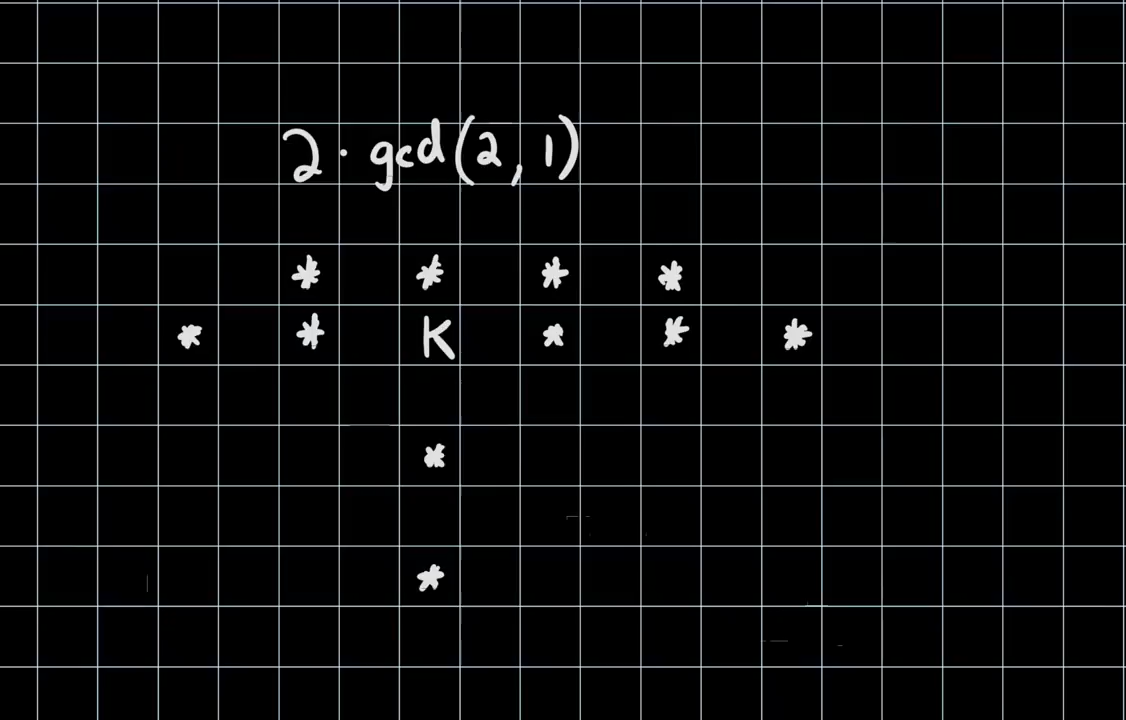 2 · gcd(2, 1)
* * * *
* * K * * *
*
*